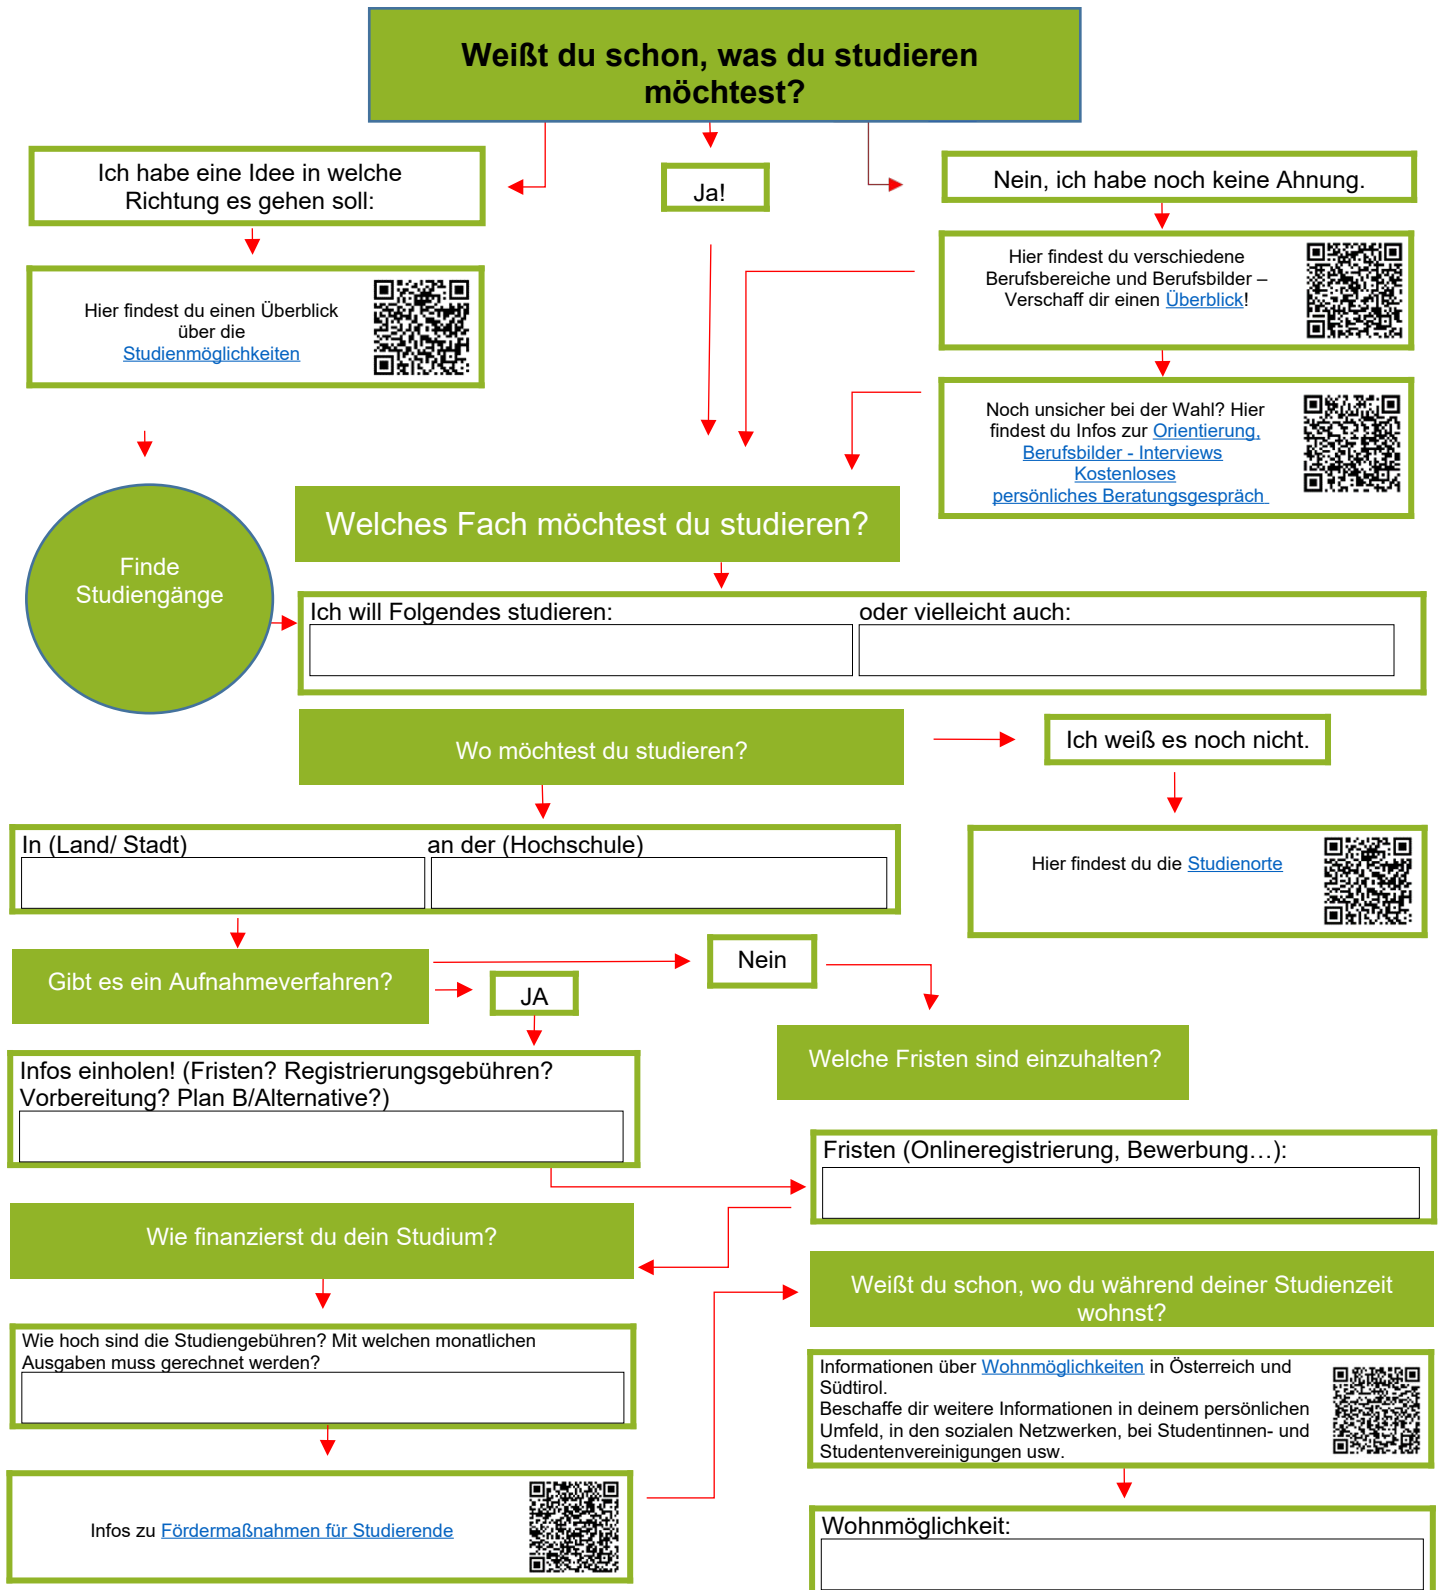 Weißt du schon, was du studieren
möchtest?
Ich habe eine Idee in welche
Richtung es gehen soll:
Ja!
Nein, ich habe noch keine Ahnung.
Hier findest du einen Überblick
über die
Studienmöglichkeiten
Hier findest du verschiedene
Berufsbereiche und Berufsbilder –
Verschaff dir einen Überblick!
Noch unsicher bei der Wahl? Hier
findest du Infos zur Orientierung,
Berufsbilder - Interviews
Kostenloses
persönliches Beratungsgespräch
Finde
Studiengänge
Welches Fach möchtest du studieren?
Ich will Folgendes studieren:
oder vielleicht auch:
Wo möchtest du studieren?
Ich weiß es noch nicht.
In (Land/ Stadt)
an der (Hochschule)
Hier findest du die Studienorte
Gibt es ein Aufnahmeverfahren?
Nein
JA
Welche Fristen sind einzuhalten?
Infos einholen! (Fristen? Registrierungsgebühren?
Vorbereitung? Plan B/Alternative?)
Fristen (Onlineregistrierung, Bewerbung…):
Wie finanzierst du dein Studium?
Weißt du schon, wo du während deiner Studienzeit
wohnst?
Wie hoch sind die Studiengebühren? Mit welchen monatlichen
Ausgaben muss gerechnet werden?
Informationen über Wohnmöglichkeiten in Österreich und
Südtirol.
Beschaffe dir weitere Informationen in deinem persönlichen
Umfeld, in den sozialen Netzwerken, bei Studentinnen- und
Studentenvereinigungen usw.
Infos zu Fördermaßnahmen für Studierende
Wohnmöglichkeit: